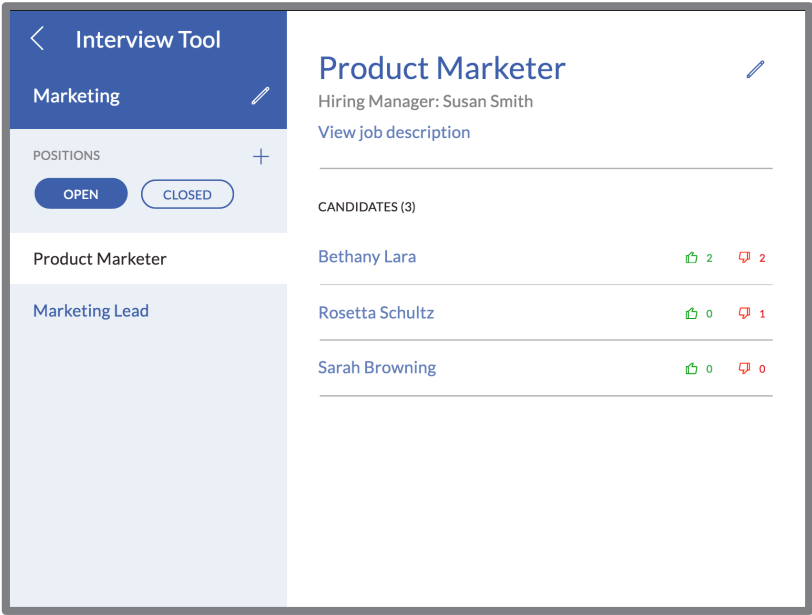 Interview Tool
Marketing
POSITIONS
OPEN CLOSED
Product Marketer
Marketing Lead
Product Marketer
Hiring Manager: Susan Smith
View job description
CANDIDATES (3)
Bethany Lara 2 2
Rosetta Schultz 0 1
Sarah Browning 0 0